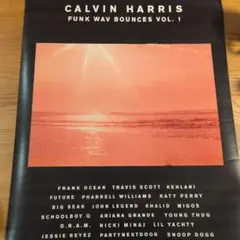 CALVIN HARRIS
FUNK WAV BOUNCES VOL. 1
FRANK OCEAN TRAVIS SCOTT KEHLANI
FUTURE PHARRELL WILLIAMS KATY PERRY
BIG SEAN JOHN LEGEND KHALID MIGOS
SCHOOLBOY Q ARIANA GRANDE YOUNG THUG
D.R.A.M. NICKI MINAJ LIL YACHTY
JESSIE REYEZ PARTYNEXTDOOR SNOOP DOGG